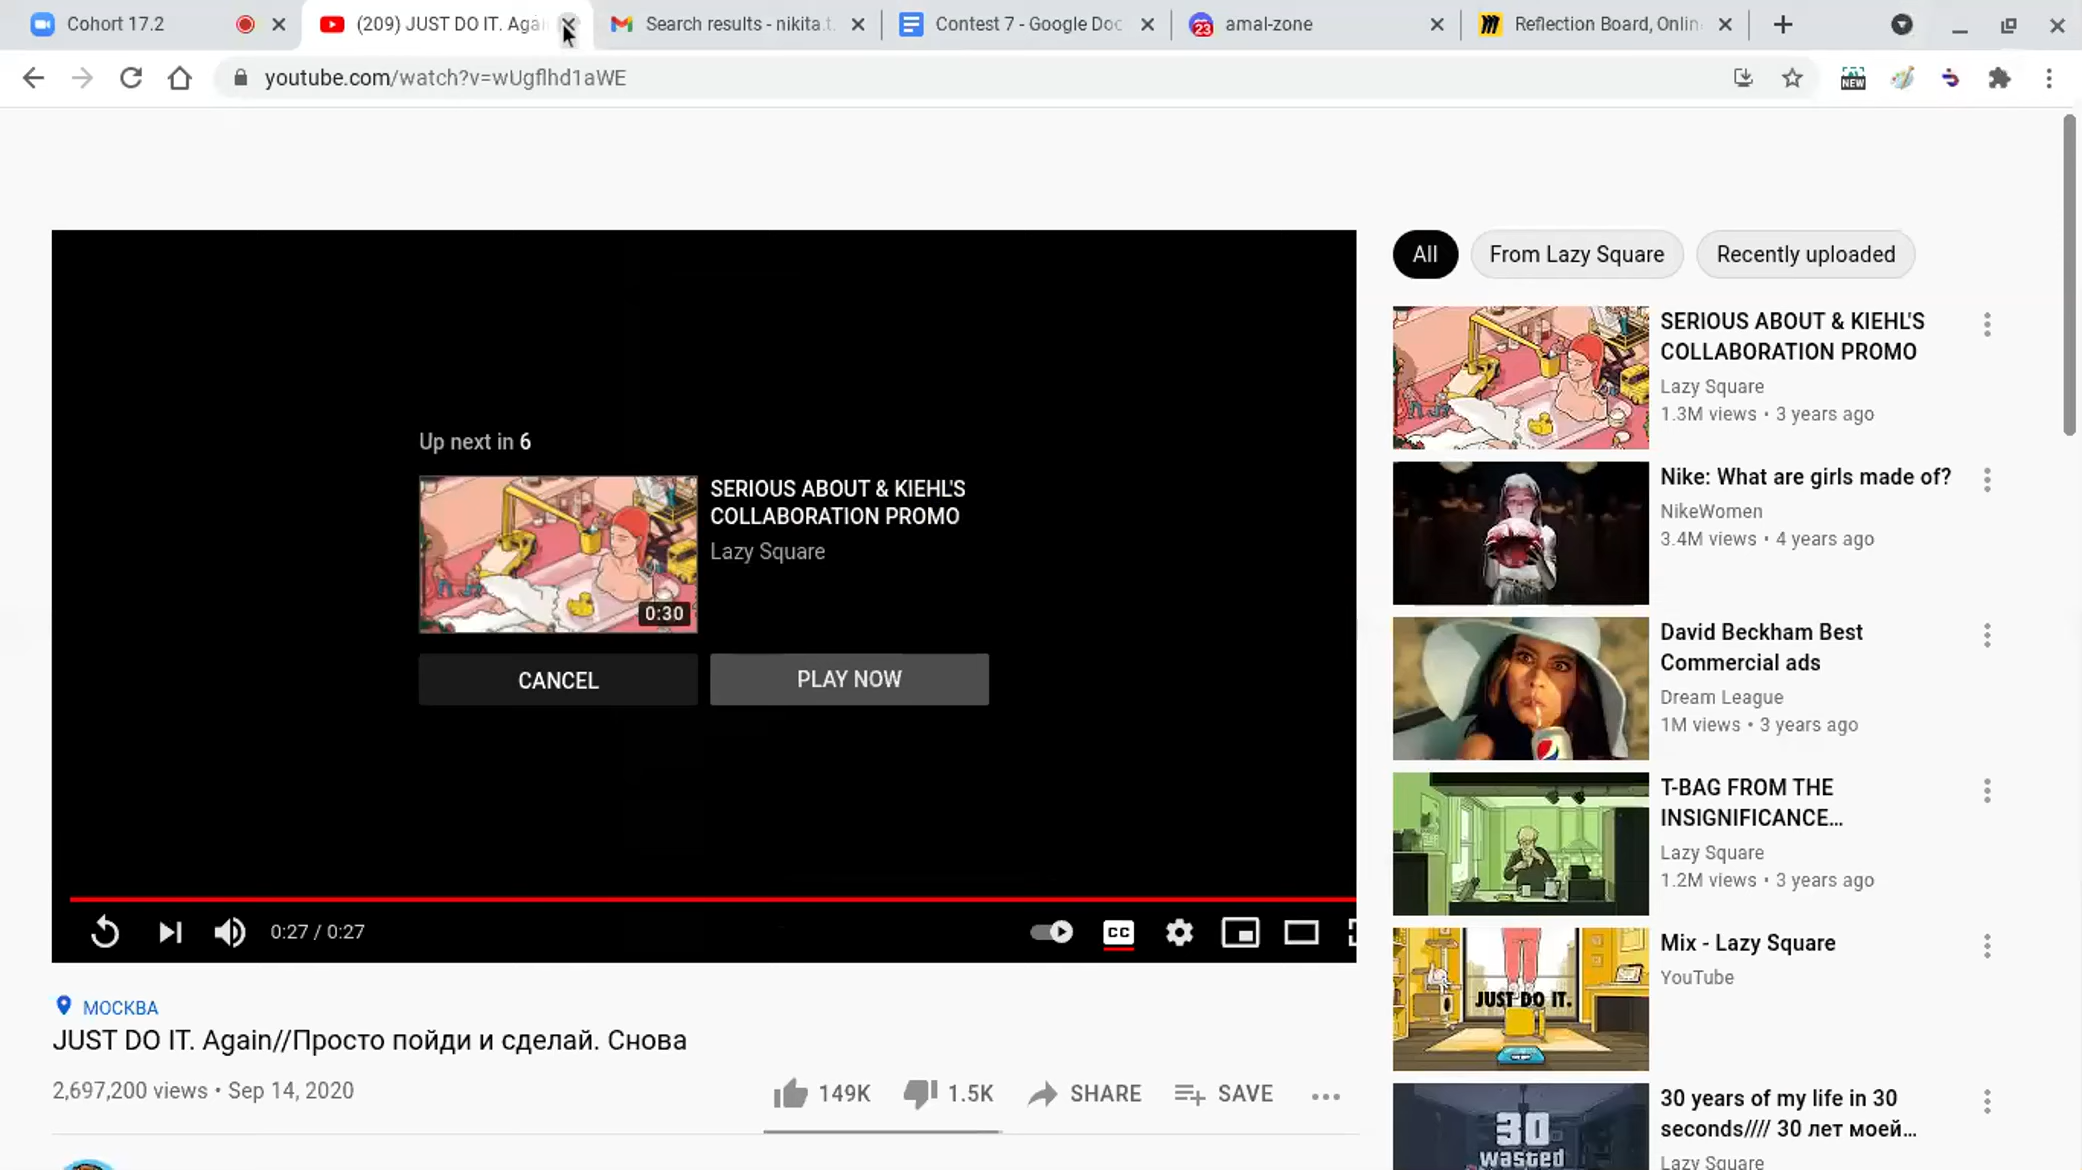 Cohort 17.2
(209) JUST DO IT. Agai
Search results - nikita.t.
Contest 7 - Google Doc
23
amal-zone
Reflection Board, Onlin
youtube.com/watch?v=wUgflhd1aWE
NEW
Up next in 6
SERIOUS ABOUT & KIEHL'S
COLLABORATION PROMO
Lazy Square
0:30
CANCEL
PLAY NOW
0:27 / 0:27
CC
МОСКВА
JUST DO IT. Again//Просто пойди и сделай. Снова
2,697,200 views • Sep 14, 2020
149K
1.5K
SHARE
SAVE
All
From Lazy Square
Recently uploaded
SERIOUS ABOUT & KIEHL'S
COLLABORATION PROMO
Lazy Square
1.3M views • 3 years ago
Nike: What are girls made of?
NikeWomen
3.4M views • 4 years ago
David Beckham Best
Commercial ads
Dream League
1M views • 3 years ago
T-BAG FROM THE
INSIGNIFICANCE…
Lazy Square
1.2M views • 3 years ago
JUST DO IT.
Mix - Lazy Square
YouTube
30
wasted
30 years of my life in 30
seconds//// 30 лет моей…
Lazy Square